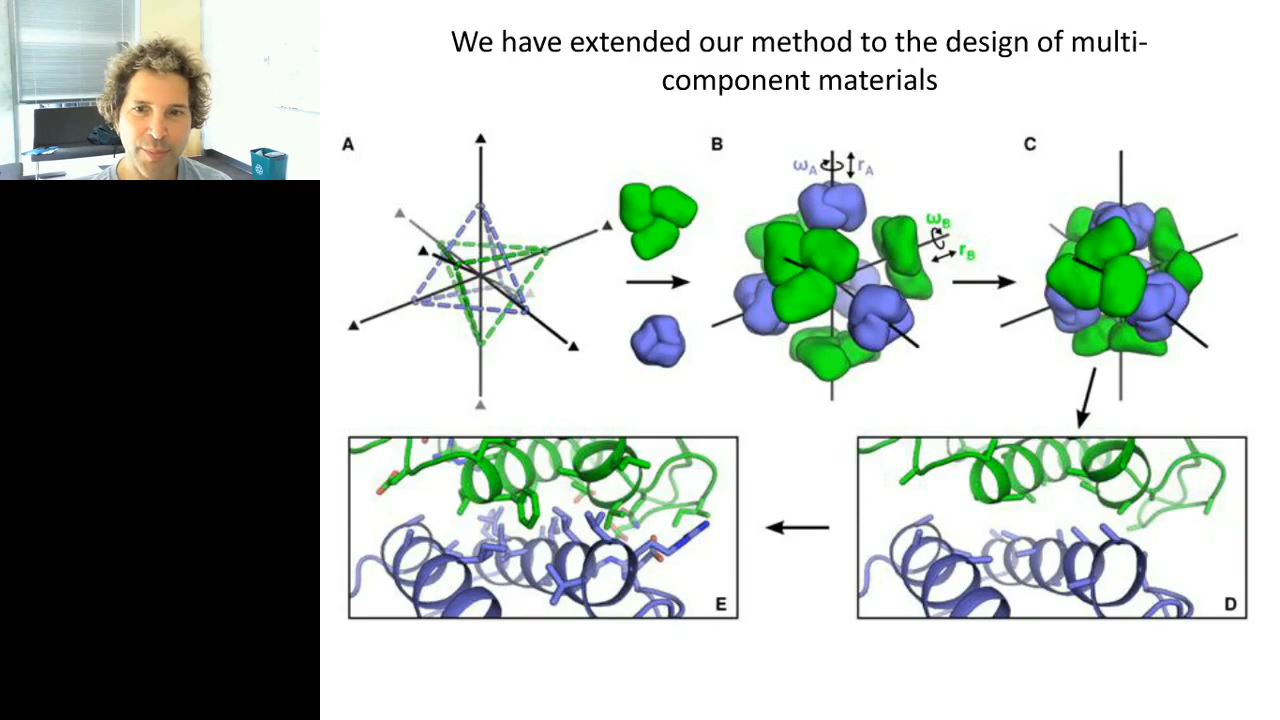 We have extended our method to the design of multi-
component materials
A
B
C
ωA
rA
ωB
rB
E
D